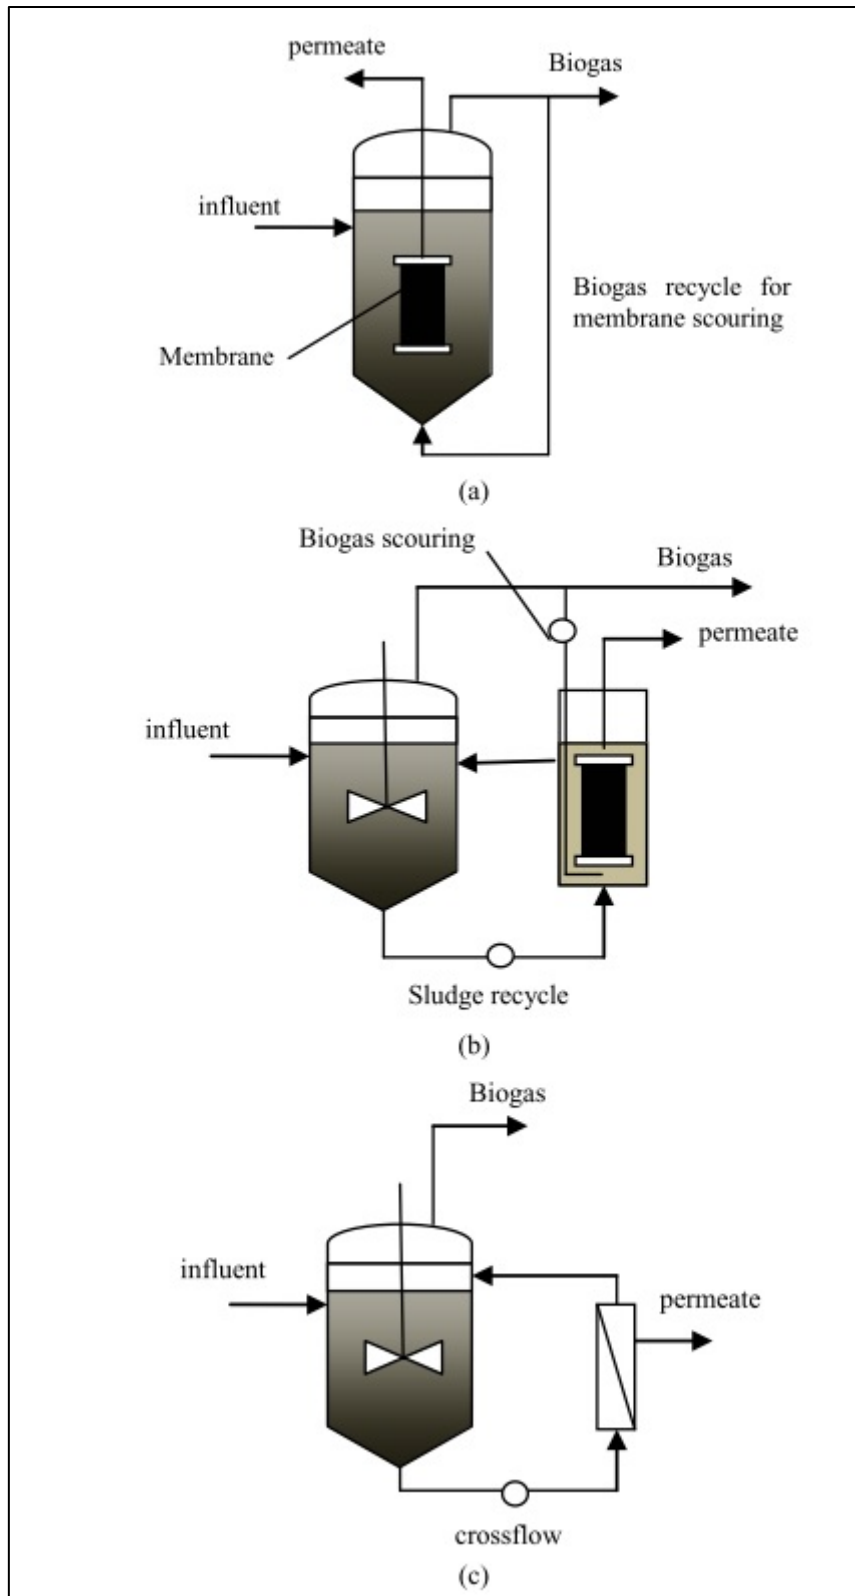 permeate
Biogas
influent
Biogas recycle for
membrane scouring
Membrane
(a)
Biogas scouring
Biogas
permeate
influent
Sludge recycle
(b)
Biogas
influent
permeate
crossflow
(c)